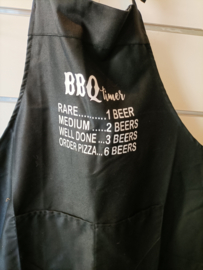 BBQ timer
RARE.........1 BEER
MEDIUM .....2 BEERS
WELL DONE ...3 BEERS
ORDER PIZZA...6 BEERS